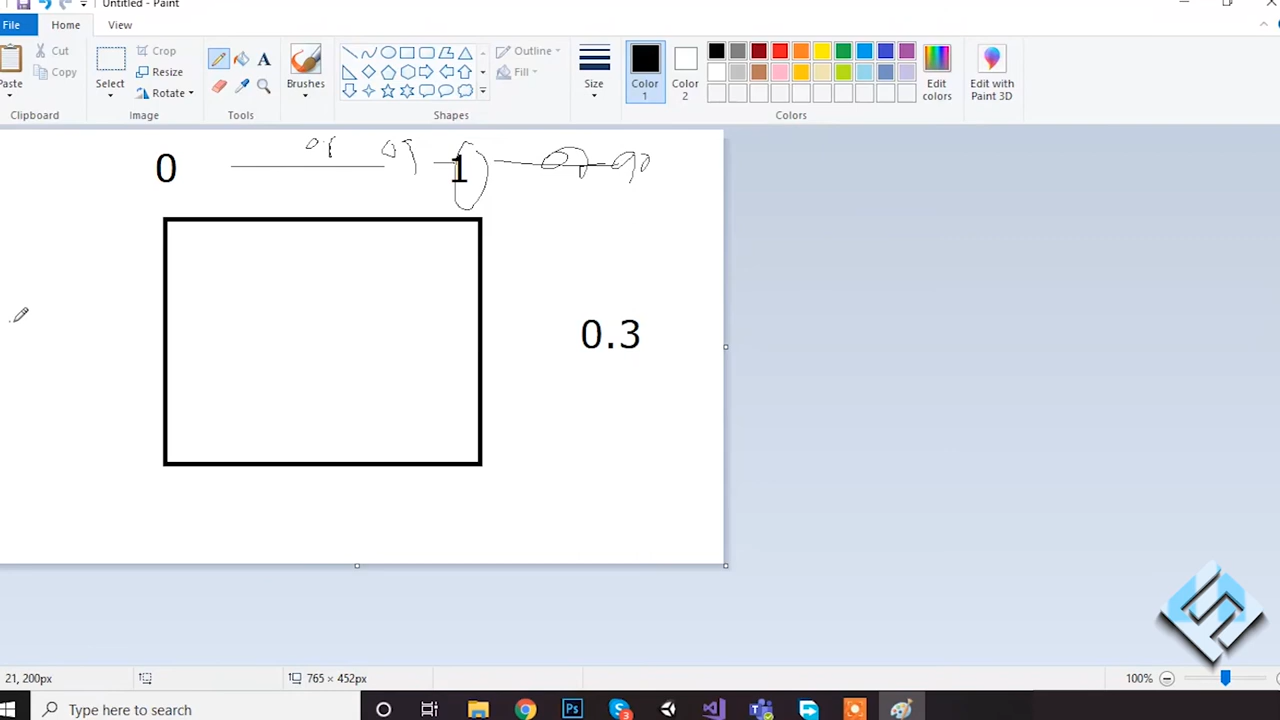 Untitled - Paint
File Home View
Paste
Cut
Copy
Clipboard
Select
Crop
Resize
Rotate
Image
Tools
Brushes
Shapes
Outline
Fill
Size
Color 1
Color 2
Colors
Edit colors
Edit with Paint 3D
0 1
0.3
21, 200px
765 × 452px
100%
Type here to search